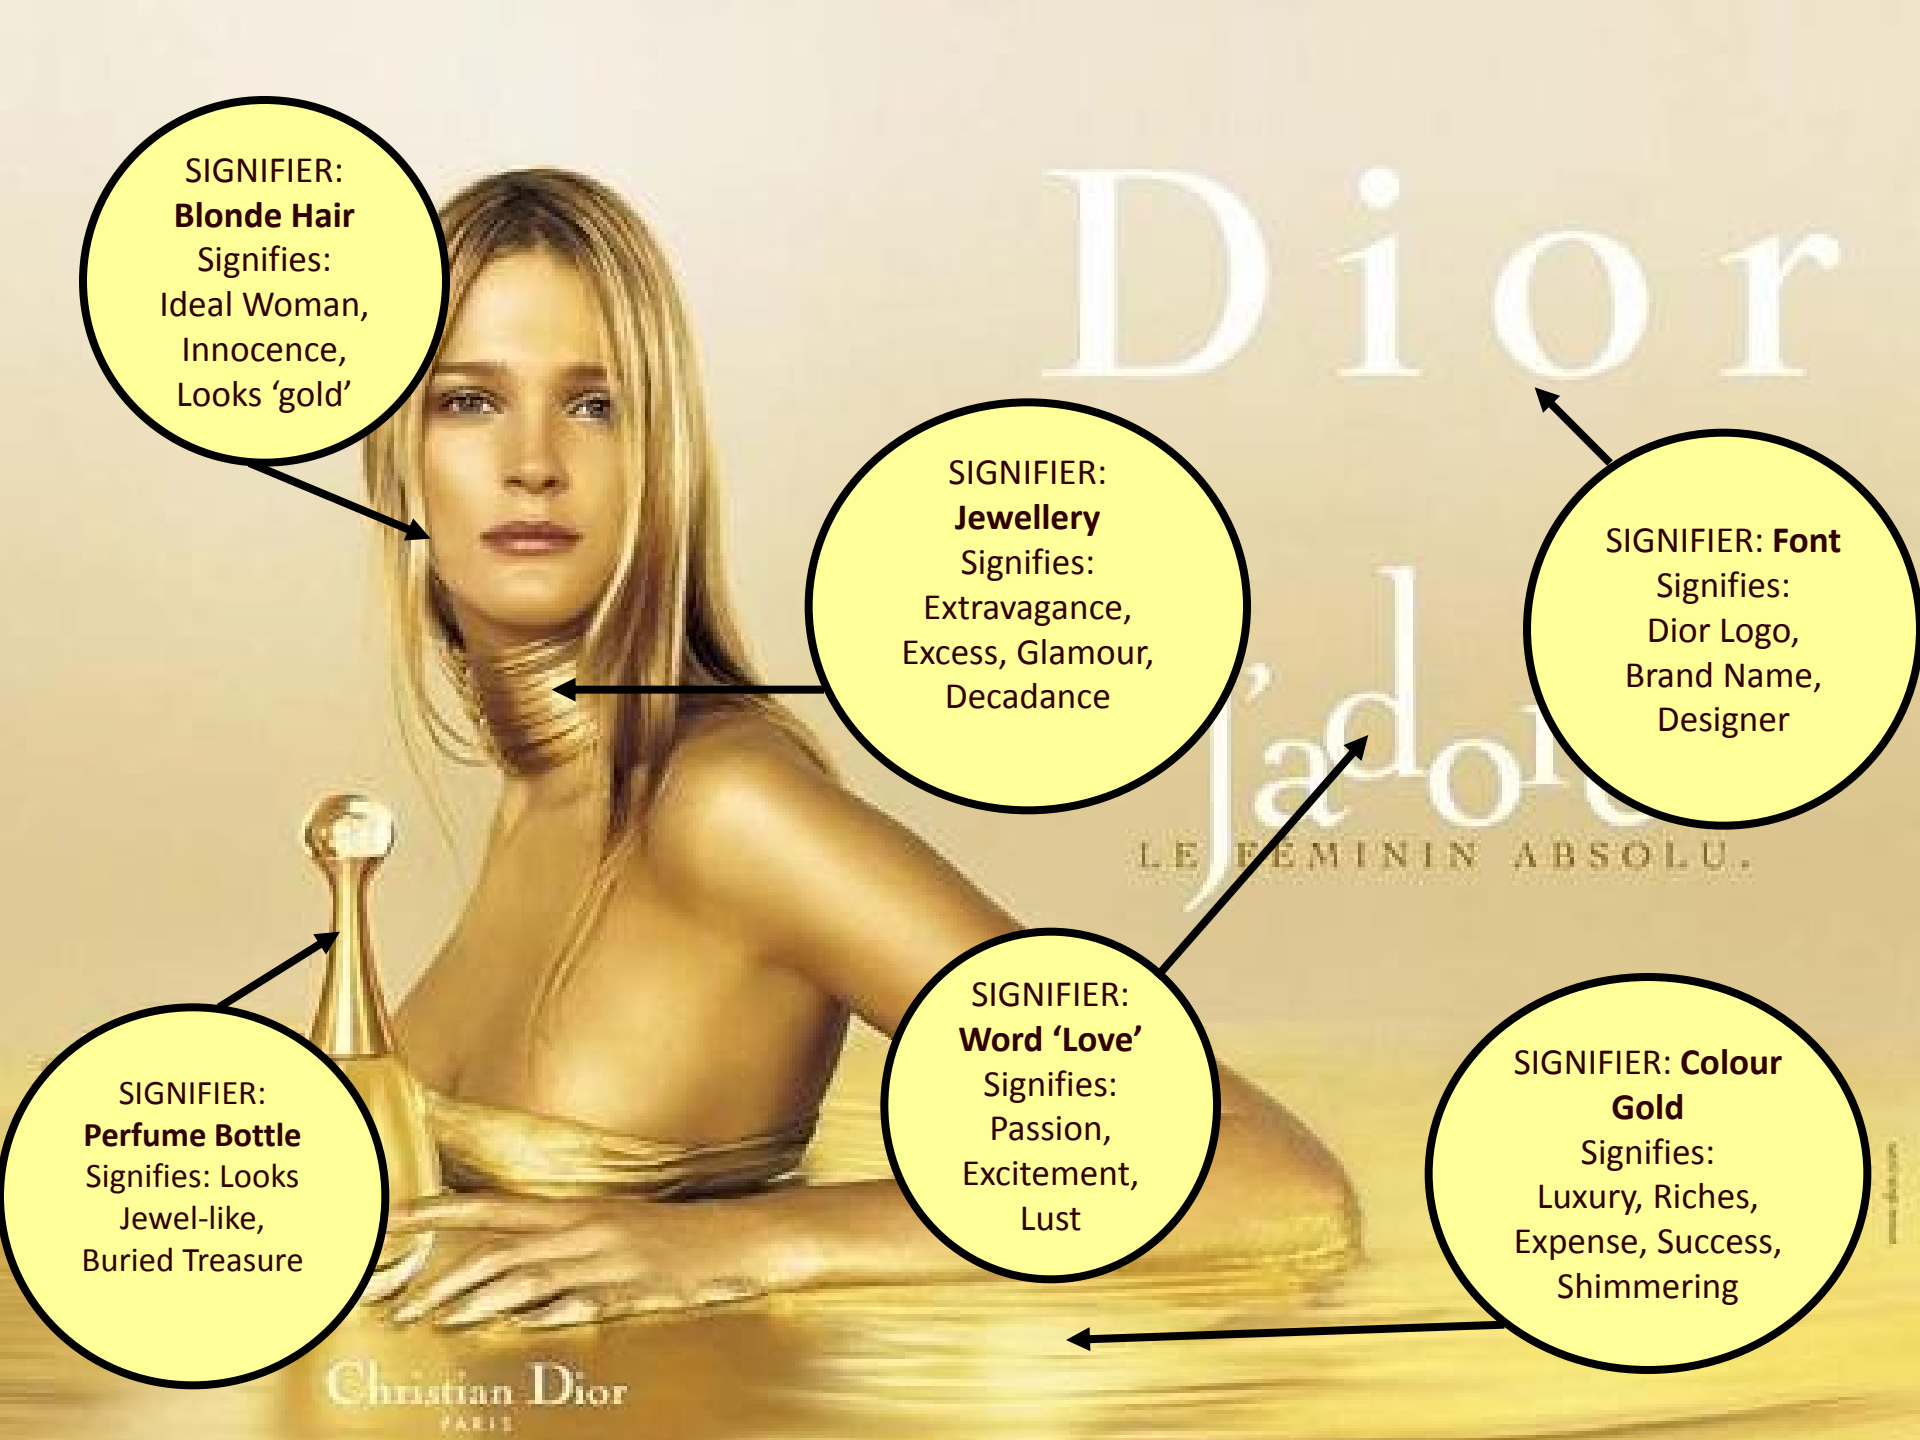 SIGNIFIER:
Blonde Hair
Signifies:
Ideal Woman,
Innocence,
Looks ‘gold’
Dior
SIGNIFIER:
Jewellery
Signifies:
Extravagance,
Excess, Glamour,
Decadance
SIGNIFIER: Font
Signifies:
Dior Logo,
Brand Name,
Designer
j'adore
LE FEMININ ABSOLU.
SIGNIFIER:
Perfume Bottle
Signifies: Looks
Jewel-like,
Buried Treasure
SIGNIFIER:
Word ‘Love’
Signifies:
Passion,
Excitement,
Lust
SIGNIFIER: Colour
Gold
Signifies:
Luxury, Riches,
Expense, Success,
Shimmering
Christian Dior
PARIS